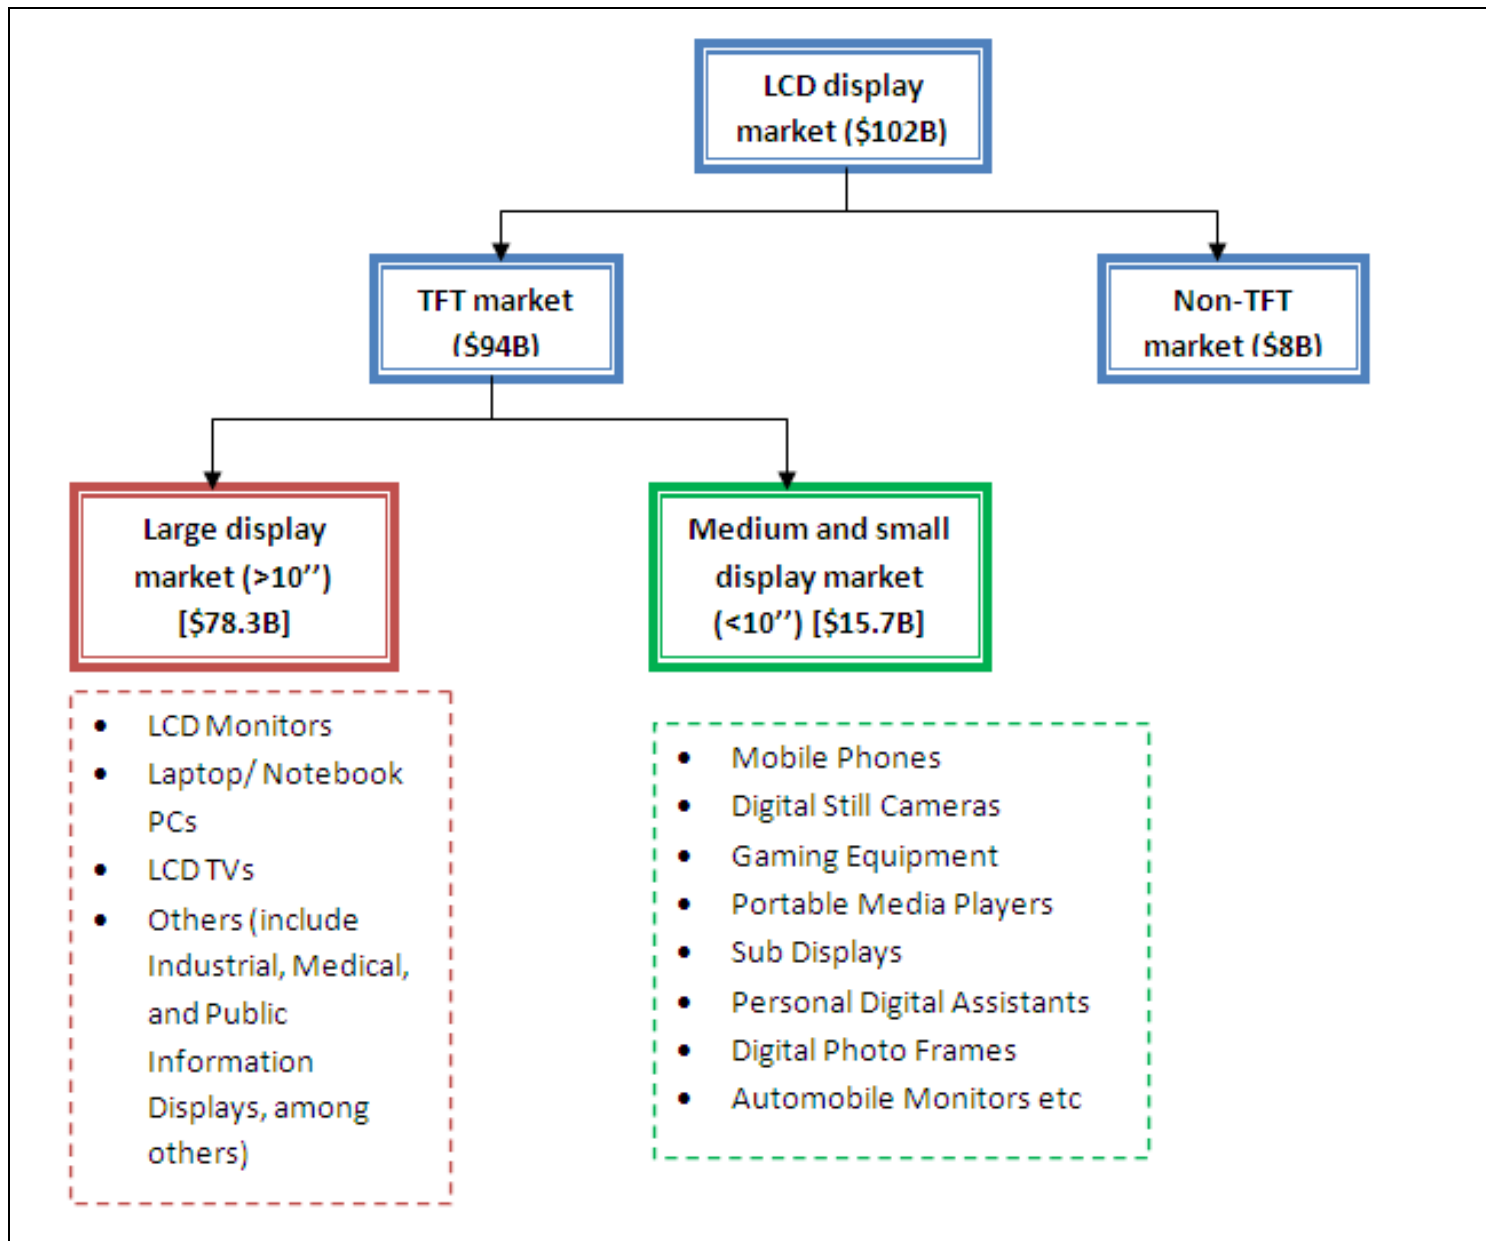 LCD display
market ($102B)
TFT market
($94B)
Non-TFT
market ($8B)
Large display
market (>10’’)
[$78.3B]
Medium and small
display market
(<10’’) [$15.7B]
• LCD Monitors
• Laptop/ Notebook
PCs
• LCD TVs
• Others (include
Industrial, Medical,
and Public
Information
Displays, among
others)
• Mobile Phones
• Digital Still Cameras
• Gaming Equipment
• Portable Media Players
• Sub Displays
• Personal Digital Assistants
• Digital Photo Frames
• Automobile Monitors etc